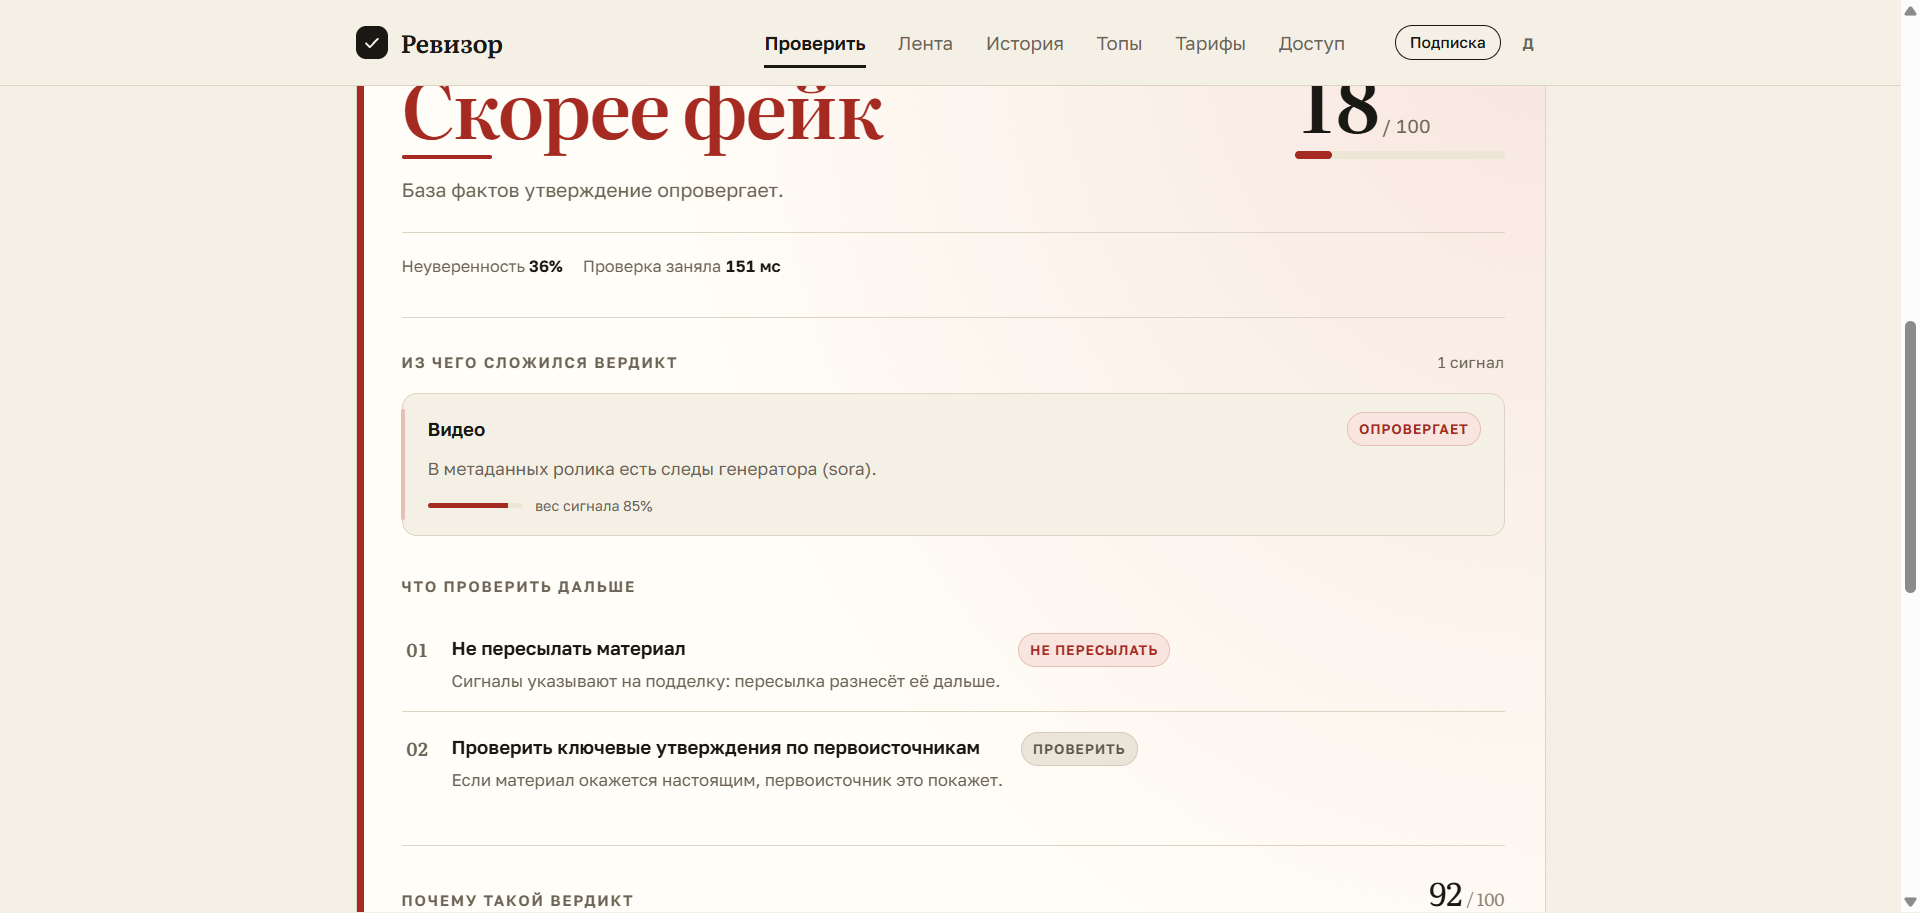 Ревизор
Проверить Лента История Топы Тарифы Доступ Подписка Д
Скорее фейк
18 / 100
База фактов утверждение опровергает.
Неуверенность 36% Проверка заняла 151 мс
ИЗ ЧЕГО СЛОЖИЛСЯ ВЕРДИКТ
1 сигнал
Видео
ОПРОВЕРГАЕТ
В метаданных ролика есть следы генератора (sora).
вес сигнала 85%
ЧТО ПРОВЕРИТЬ ДАЛЬШЕ
01 Не пересылать материал
НЕ ПЕРЕСЫЛАТЬ
Сигналы указывают на подделку: пересылка разнесёт её дальше.
02 Проверить ключевые утверждения по первоисточникам
ПРОВЕРИТЬ
Если материал окажется настоящим, первоисточник это покажет.
ПОЧЕМУ ТАКОЙ ВЕРДИКТ
92 / 100